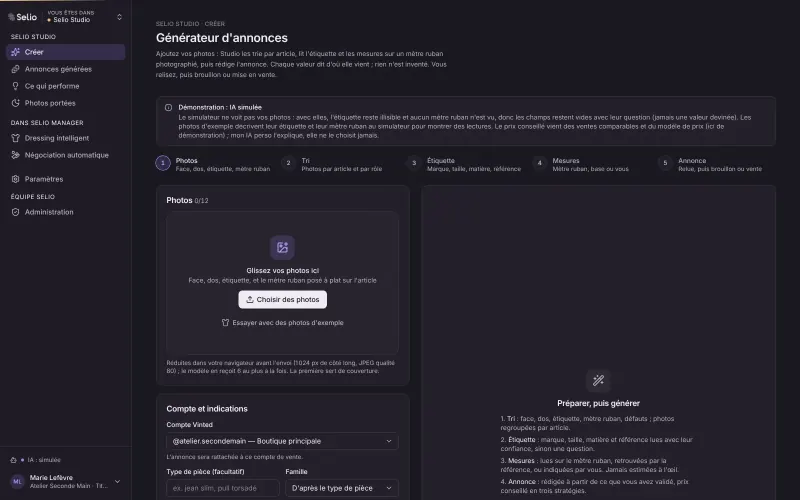 Selio
VOUS ÊTES DANS
Selio Studio
SELIO STUDIO
Créer
Annonces générées
Ce qui performe
Photos portées
DANS SELIO MANAGER
Dressing intelligent
Négociation automatique
Paramètres
ÉQUIPE SELIO
Administration
IA : simulée
ML
Marie Lefèvre
Atelier Seconde Main · Tit...
SELIO STUDIO · CRÉER
Générateur d'annonces
Ajoutez vos photos : Studio les trie par article, lit l'étiquette et les mesures sur un mètre ruban
photographié, puis rédige l'annonce. Chaque valeur dit d'où elle vient ; rien n'est inventé. Vous
relisez, puis brouillon ou mise en vente.
Démonstration : IA simulée
Le simulateur ne voit pas vos photos : avec elles, l'étiquette reste illisible et aucun mètre ruban n'est vu, donc les champs restent vides avec leur question (jamais une valeur devinée). Les
photos d'exemple décrivent leur étiquette et leur mètre ruban au simulateur pour montrer des lectures. Le prix conseillé vient des ventes comparables et du modèle de prix (ici de
démonstration) ; mon IA perso l'explique, elle ne le choisit jamais.
1 Photos
Face, dos, étiquette, mètre ruban
2 Tri
Photos par article et par rôle
3 Étiquette
Marque, taille, matière, référence
4 Mesures
Mètre ruban, base ou vous
5 Annonce
Relue, puis brouillon ou vente
Photos 0/12
Glissez vos photos ici
Face, dos, étiquette, et le mètre ruban posé à plat sur l'article
Choisir des photos
Essayer avec des photos d'exemple
Réduites dans votre navigateur avant l'envoi (1024 px de côté long, JPEG qualité
80) ; le modèle en reçoit 6 au plus à la fois. La première sert de couverture.
Compte et indications
Compte Vinted
@atelier.secondemain — Boutique principale
L'annonce sera rattachée à ce compte de vente.
Type de pièce (facultatif)
Famille
ex. jean slim, pull torsadé
D'après le type de pièce
Préparer, puis générer
1. Tri : face, dos, étiquette, mètre ruban, défauts ; photos
regroupées par article.
2. Étiquette : marque, taille, matière et référence lues avec leur
confiance, sinon une question.
3. Mesures : lues sur le mètre ruban, retrouvées par la
référence, ou indiquées par vous. Jamais estimées à l'œil.
4. Annonce : rédigée à partir de ce que vous avez validé, prix
conseillé en trois stratégies.